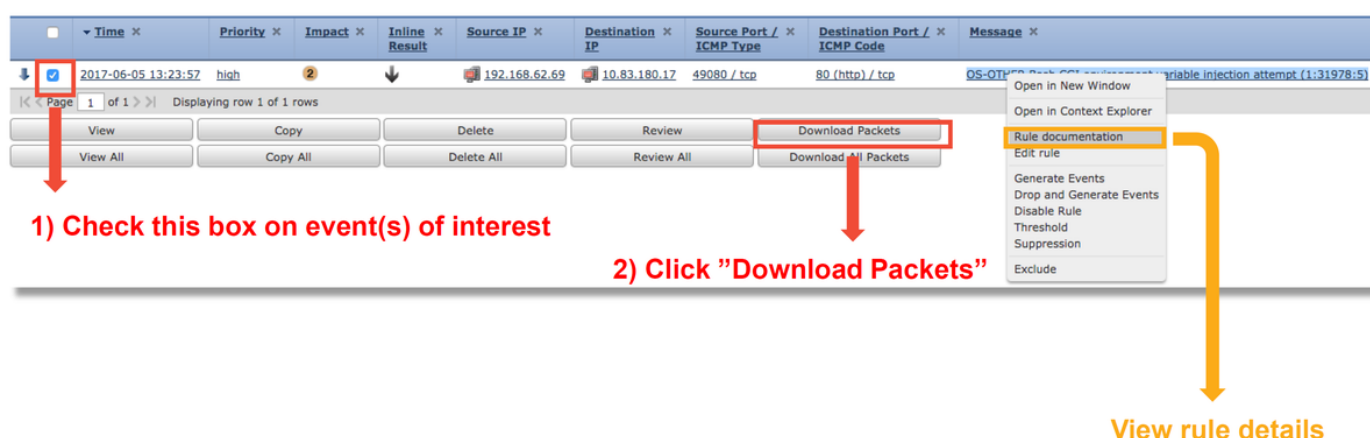 Time × Priority × Impact × Inline Result × Source IP × Destination IP × Source Port / ICMP Type × Destination Port / ICMP Code × Message ×
2017-06-05 13:23:57 high 2 192.168.62.69 10.83.180.17 49080 / tcp 80 (http) / tcp OS-OTHER Bash CGI environment variable injection attempt (1:31978:5)
|< < Page 1 of 1 > >| Displaying row 1 of 1 rows
View Copy Delete Review Download Packets
View All Copy All Delete All Review All Download All Packets
Open in New Window
Open in Context Explorer
Rule documentation
Edit rule
Generate Events
Drop and Generate Events
Disable Rule
Threshold
Suppression
Exclude
1) Check this box on event(s) of interest
2) Click ”Download Packets”
View rule details